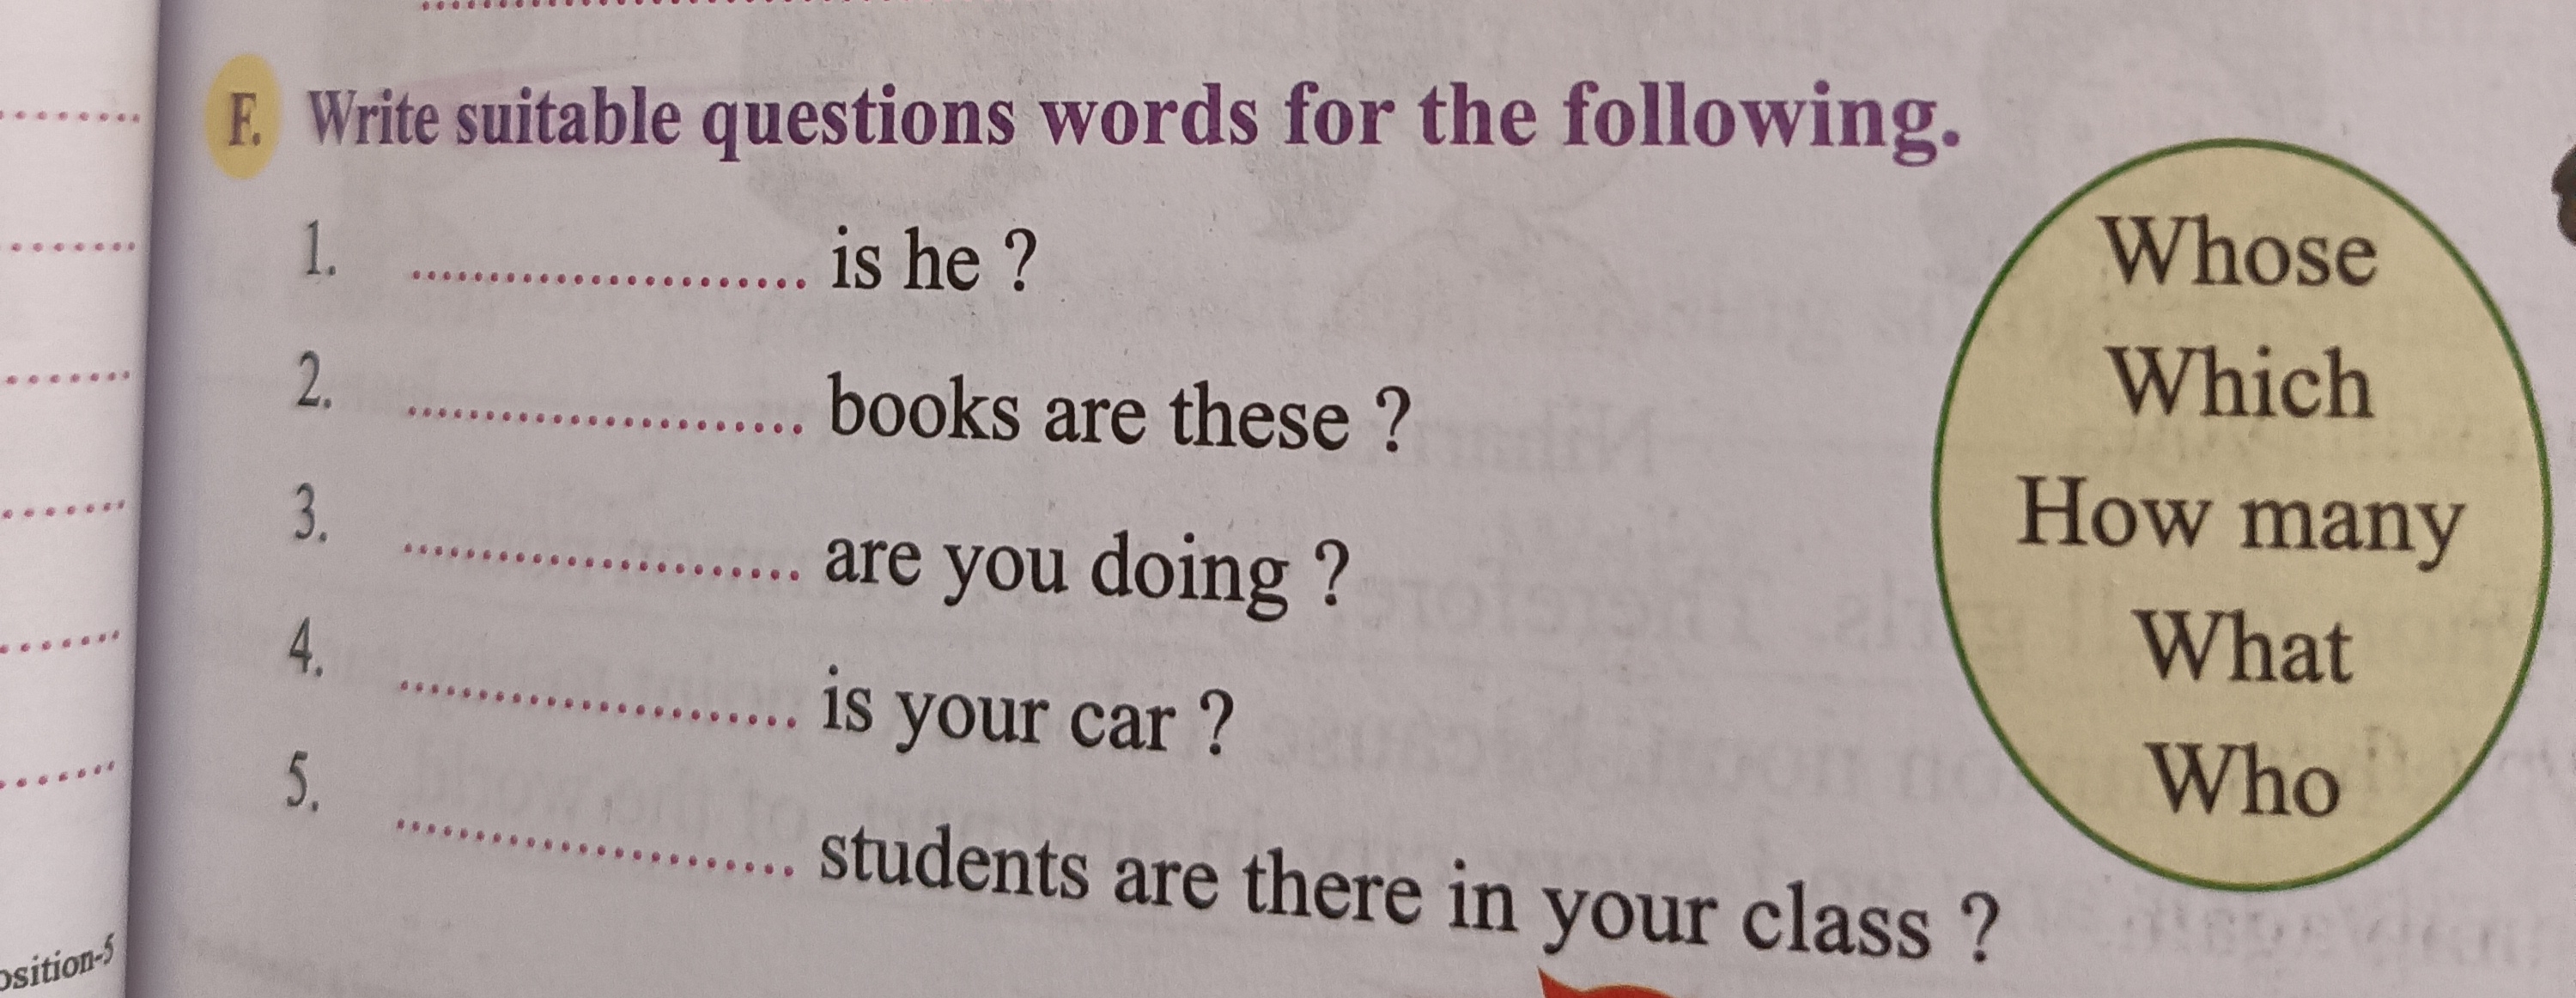 F. Write suitable questions words for the following.
1. ........................ is he ?
2. ........................ books are these ?
3. ........................ are you doing ?
4. ........................ is your car ?
5. ........................ students are there in your class ?
Whose
Which
How many
What
Who
osition-5